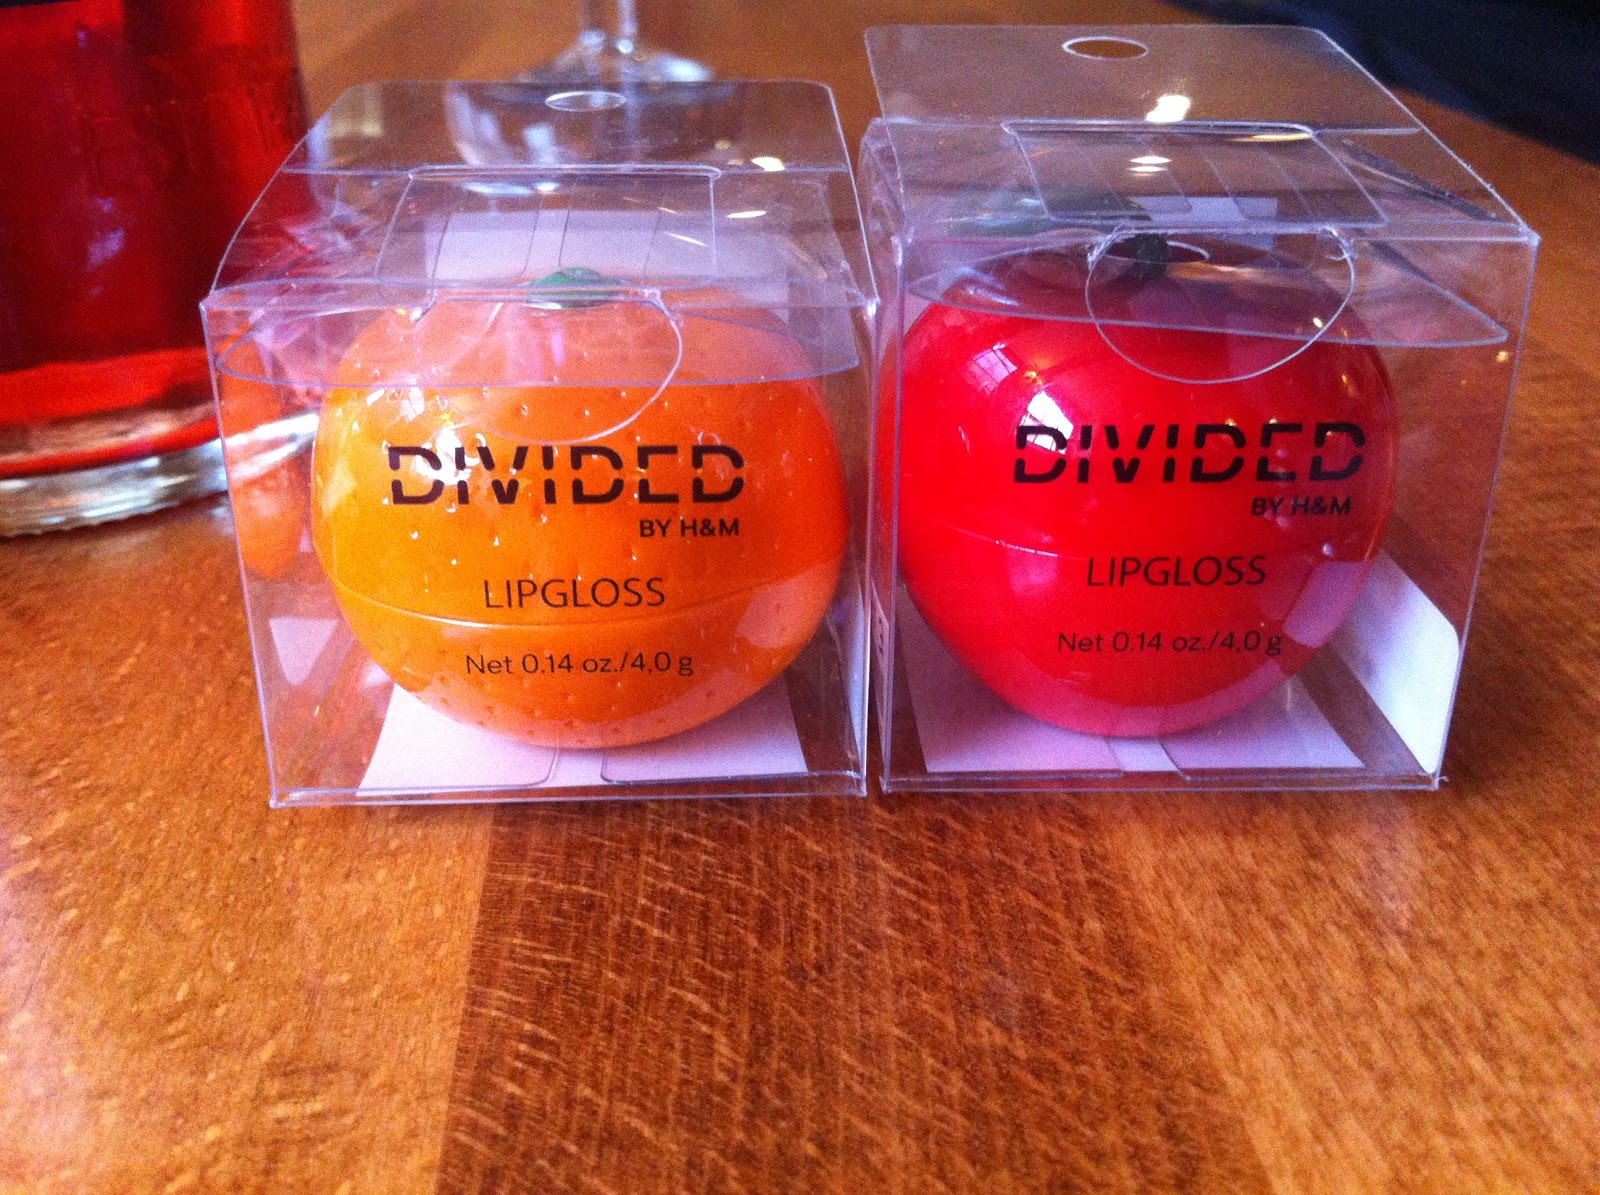 DIVIDED
BY H&M
LIPGLOSS
Net 0.14 oz./4,0 g
DIVIDED
BY H&M
LIPGLOSS
Net 0.14 oz./4,0 g